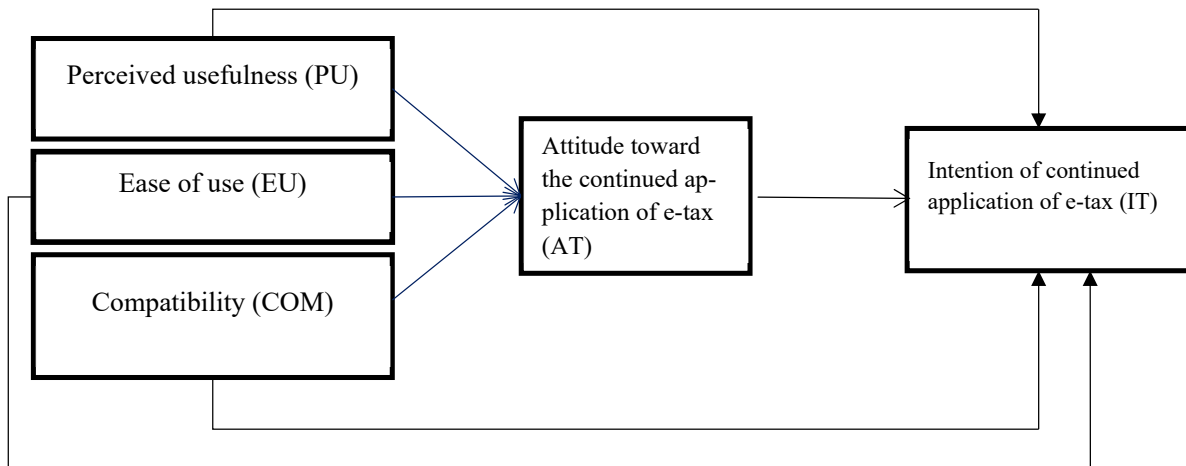 Perceived usefulness (PU)
Ease of use (EU)
Compatibility (COM)
Attitude toward
the continued ap-
plication of e-tax
(AT)
Intention of continued
application of e-tax (IT)